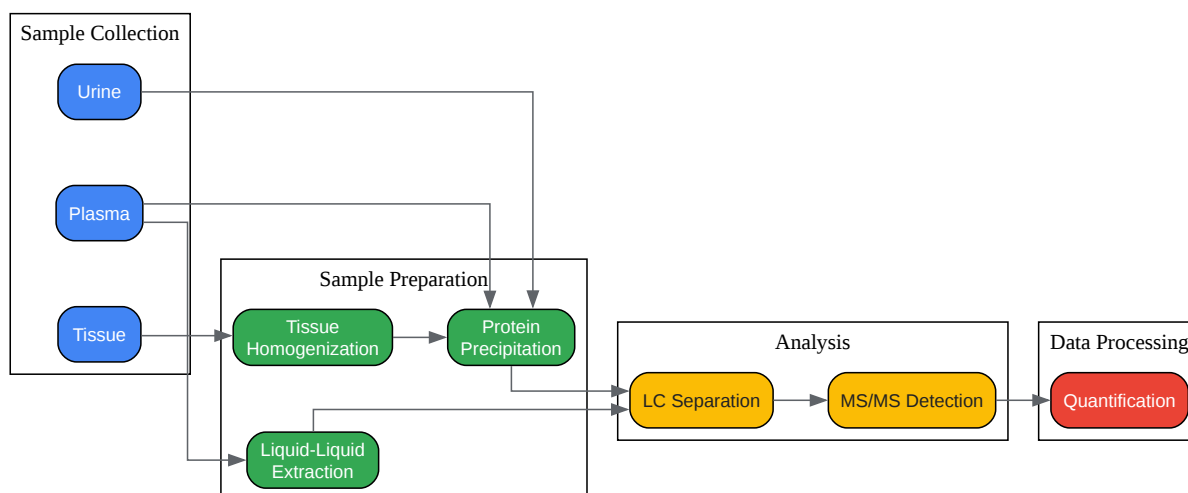 Sample Collection
Urine
Plasma
Tissue
Sample Preparation
Tissue
Homogenization
Protein
Precipitation
Liquid-Liquid
Extraction
Analysis
LC Separation
MS/MS Detection
Data Processing
Quantification